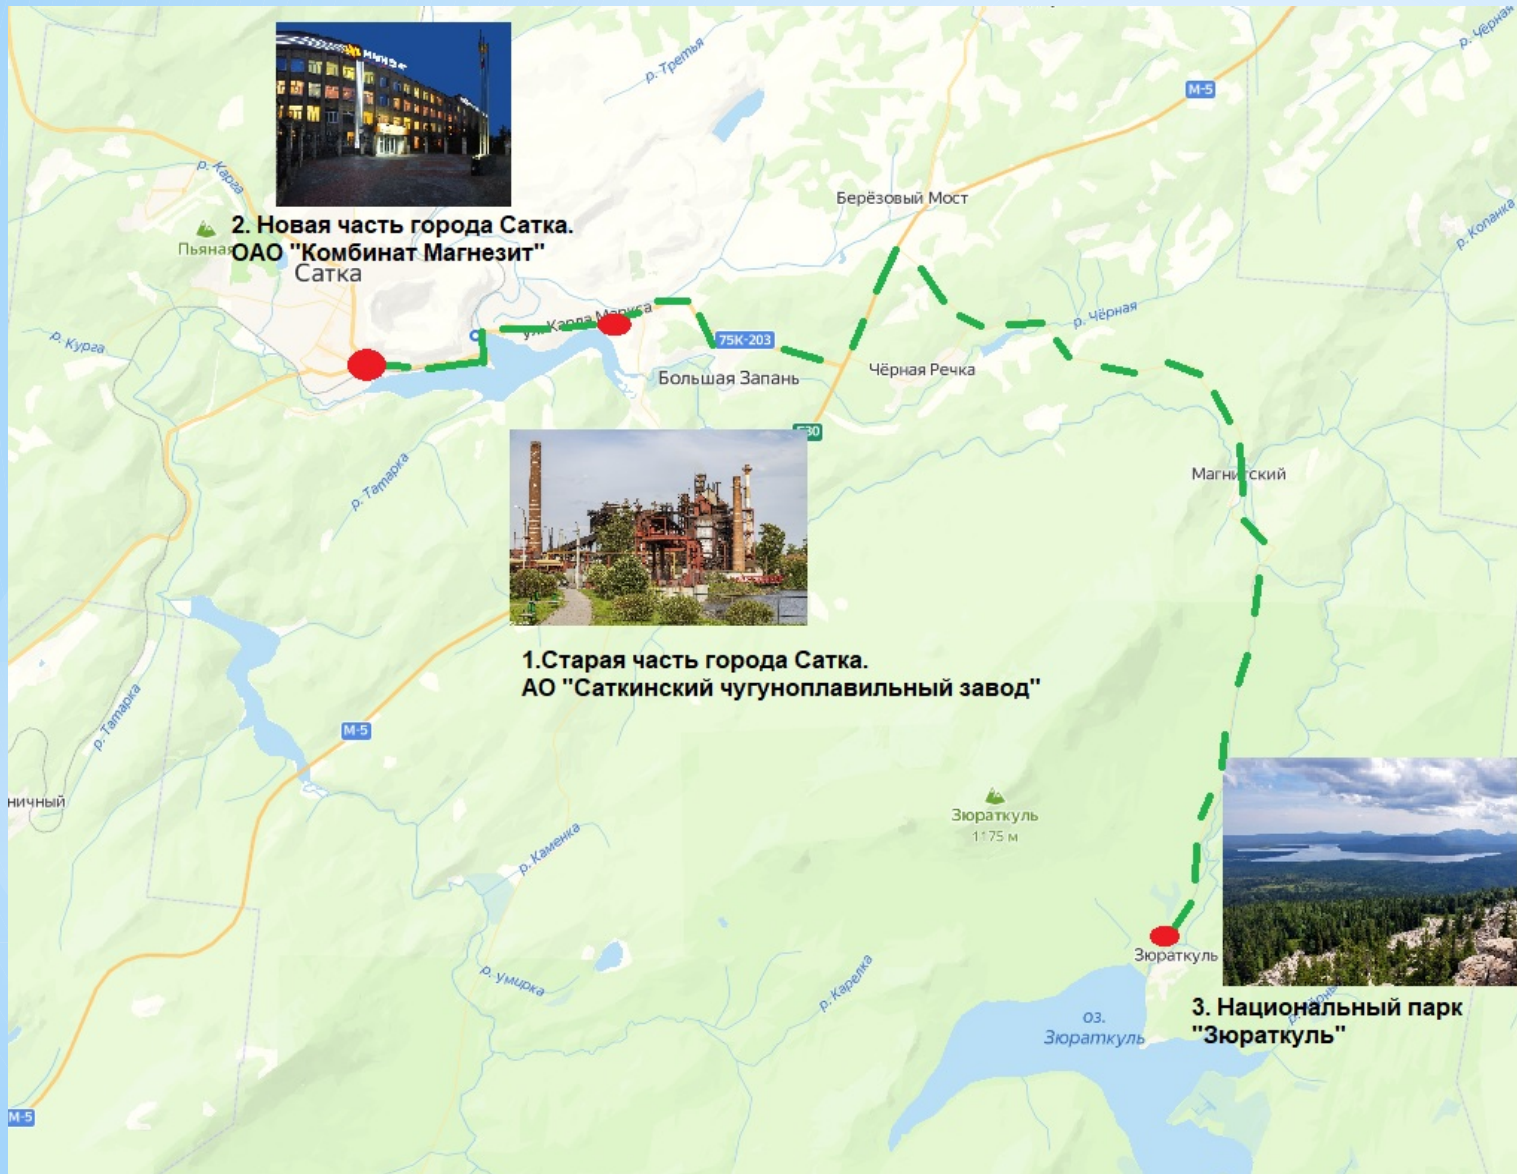 р. Третья
р. Чёрная
М-5
р. Карга
Берёзовый Мост
р. Копанка
2. Новая часть города Сатка.
ОАО "Комбинат Магнезит"
Пьяная
Сатка
ул. Карла Маркса
р. Чёрная
р. Курга
75К-203
Большая Запань
Чёрная Речка
Магнитский
р. Татарка
1.Старая часть города Сатка.
АО "Саткинский чугуноплавильный завод"
р. Татарка
М-5
ничный
Зюраткуль
1175 м
р. Каменка
Зюраткуль
р. Умирка
р. Карелка
3. Национальный парк
"Зюраткуль"
оз.
Зюраткуль
М-5